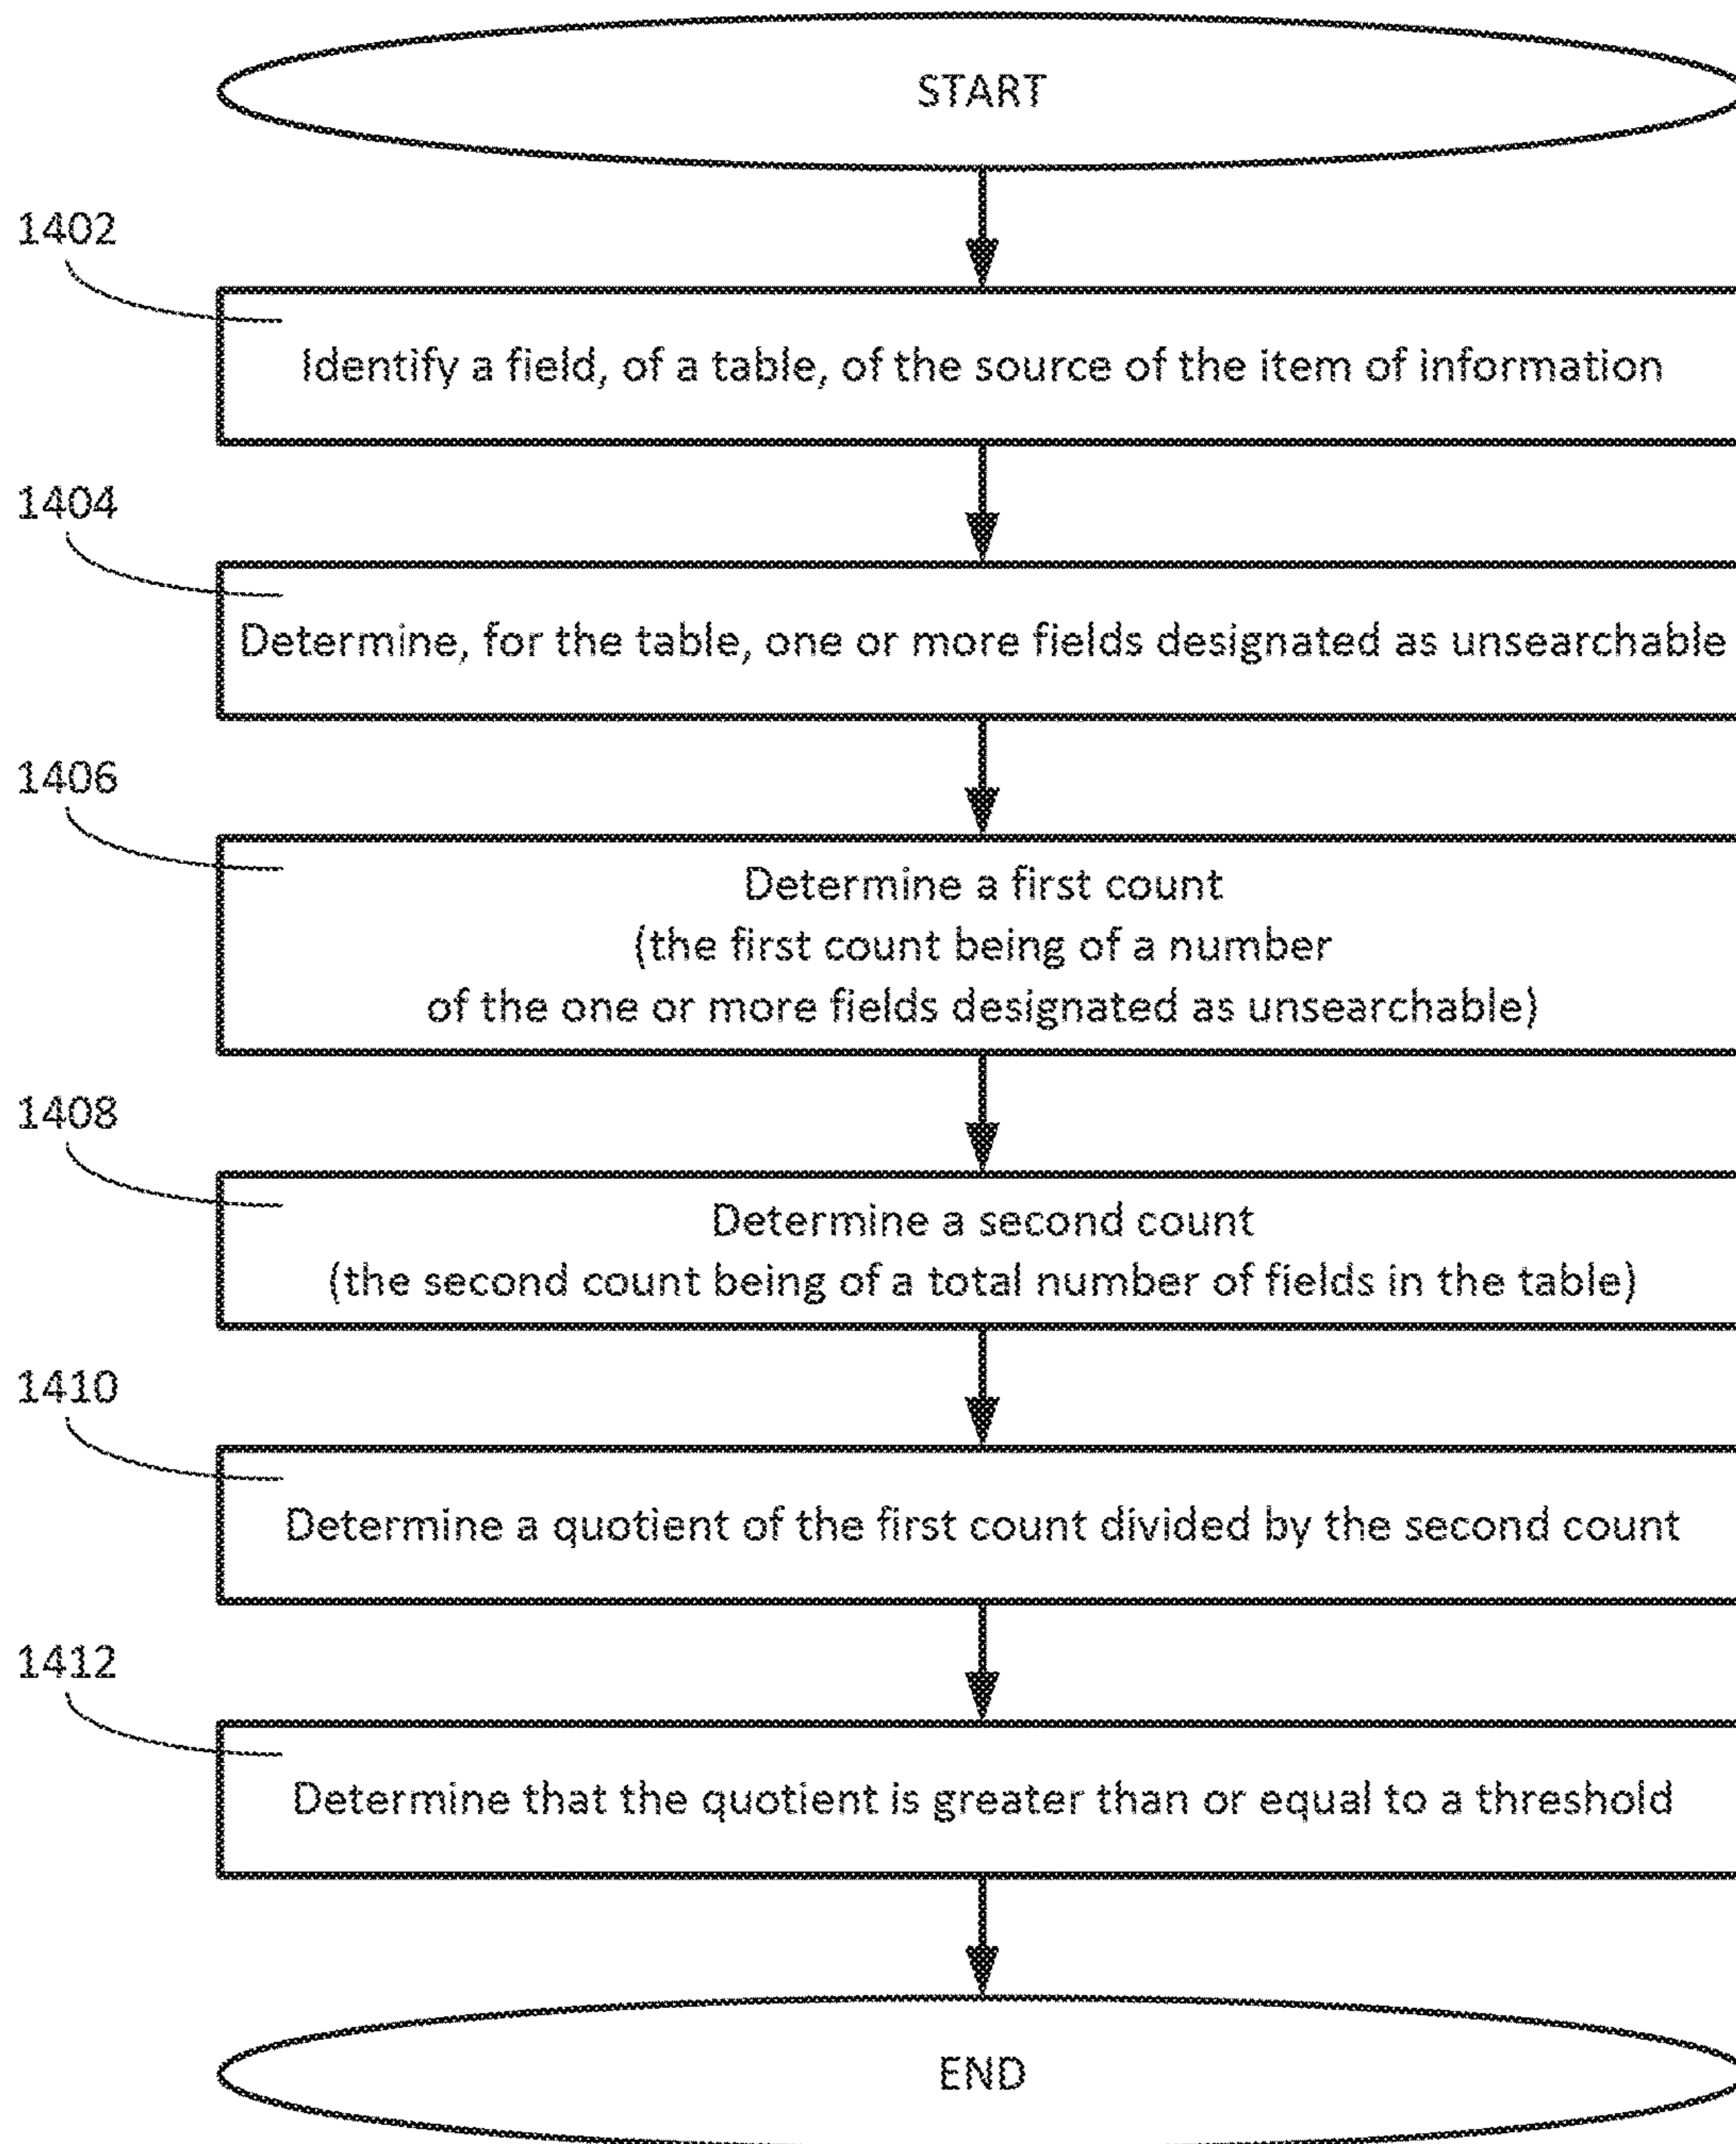 START
1402
Identify a field, of a table, of the source of the item of information
1404
Determine, for the table, one or more fields designated as unsearchable
1406
Determine a first count
(the first count being of a number
of the one or more fields designated as unsearchable)
1408
Determine a second count
(the second count being of a total number of fields in the table)
1410
Determine a quotient of the first count divided by the second count
1412
Determine that the quotient is greater than or equal to a threshold
END